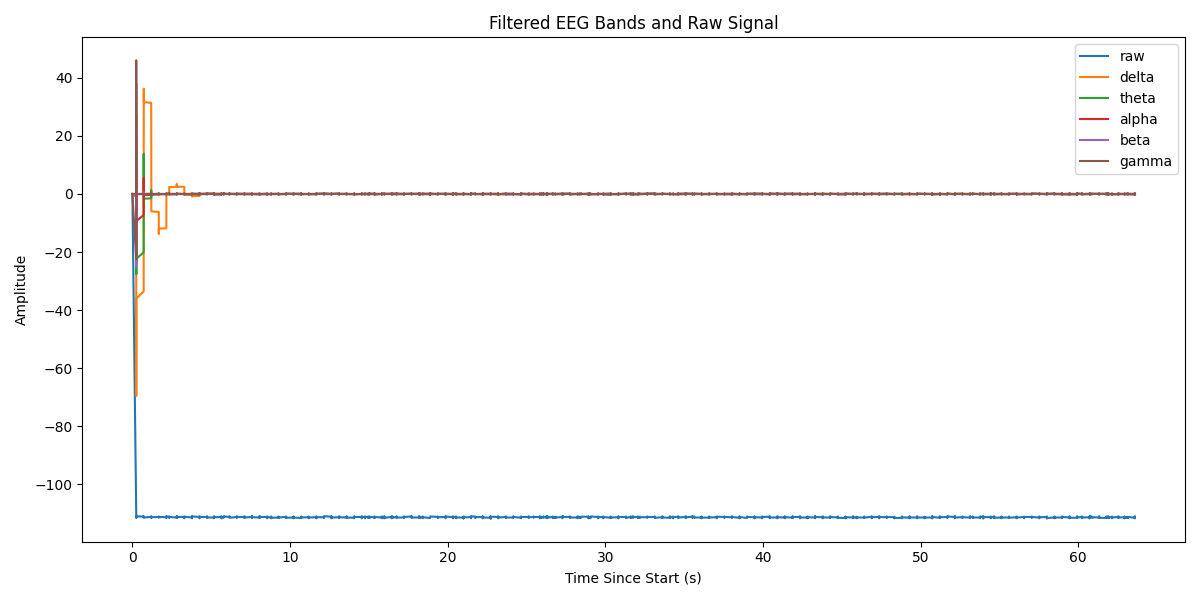 Filtered EEG Bands and Raw Signal
raw
delta
theta
alpha
beta
gamma
40
20
0
−20
−40
−60
−80
−100
Amplitude
0
10
20
30
40
50
60
Time Since Start (s)